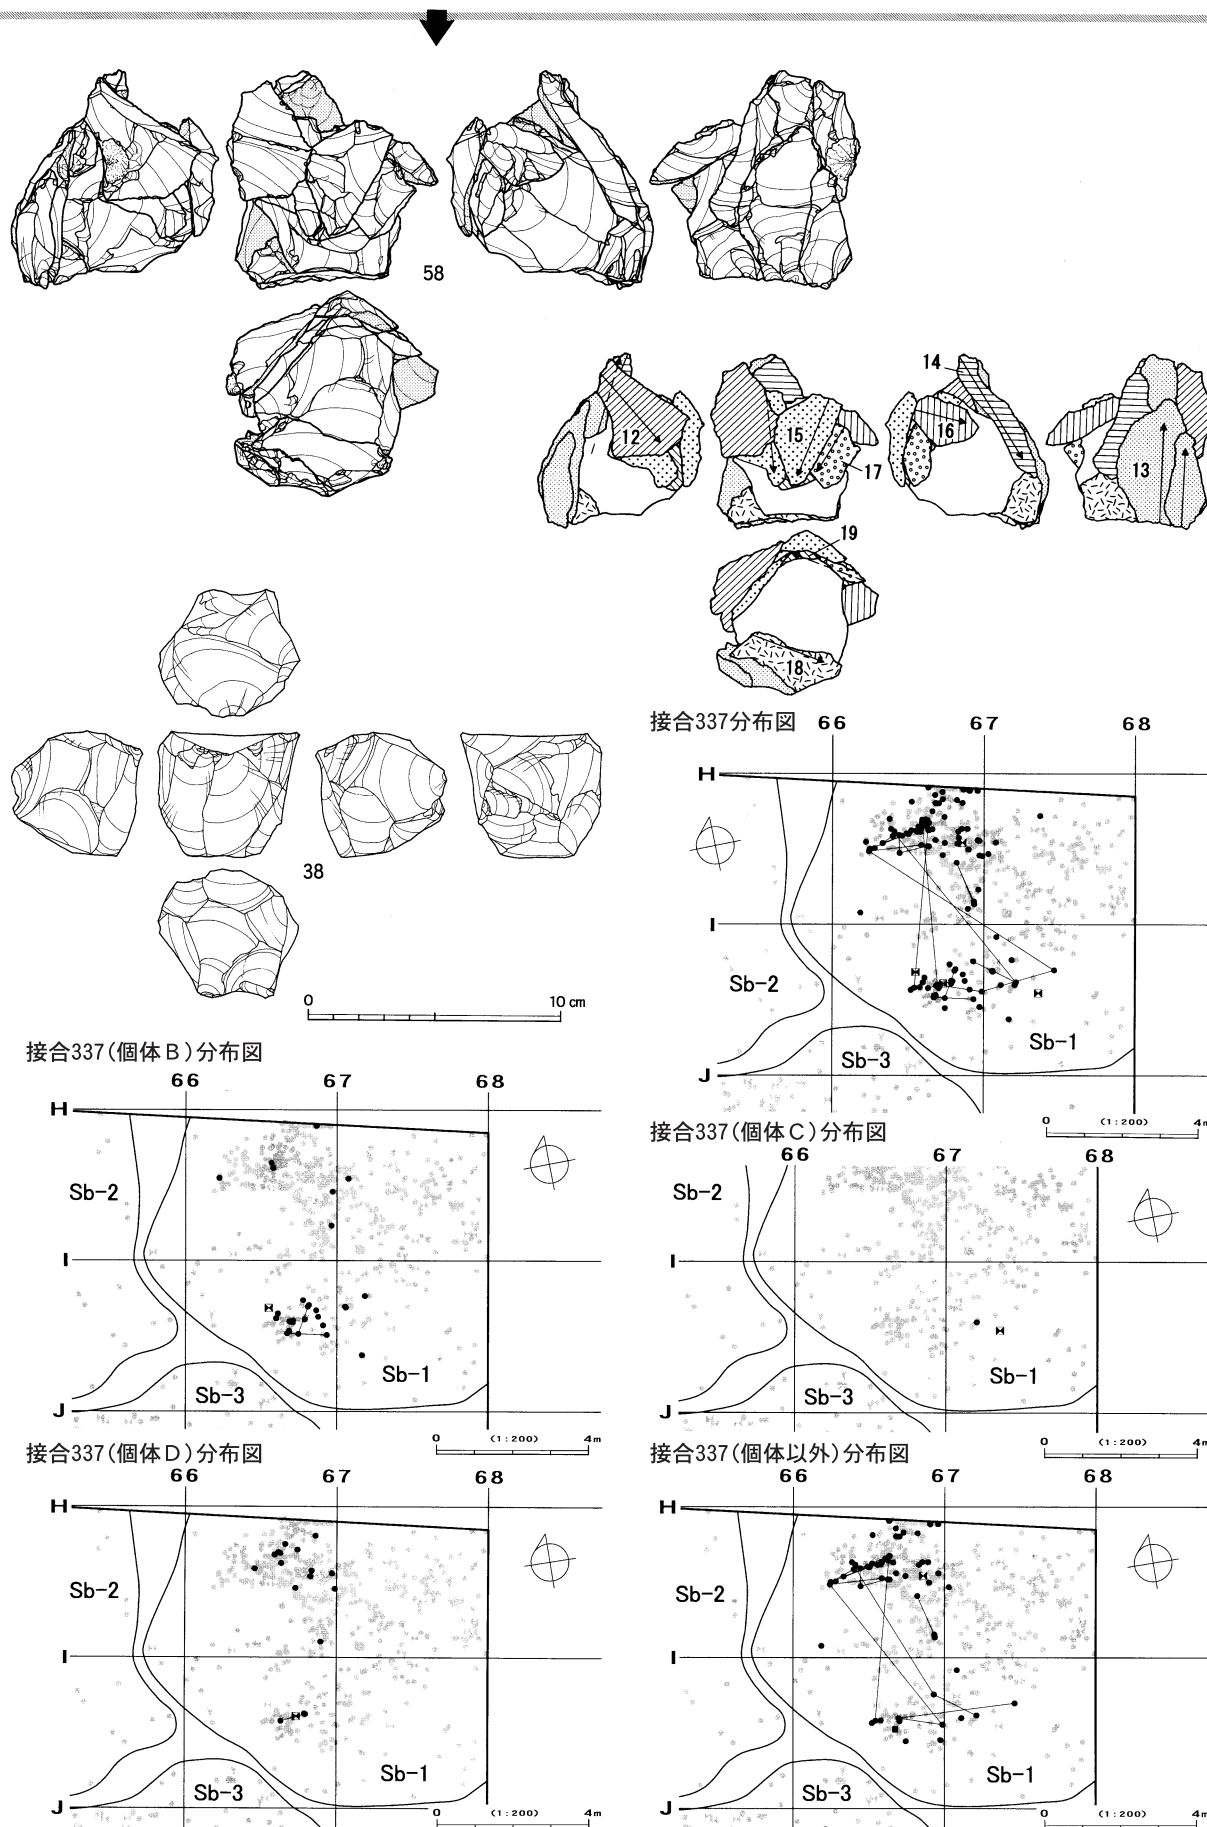 58
14
12
15
16
17
13
19
18
38
0 10 cm
接合337分布図 66 67 68
H
I
Sb-2
Sb-1
Sb-3
J
0 (1:200) 4m
接合337(個体B)分布図
66 67 68
H
Sb-2
I
Sb-1
Sb-3
J
0 (1:200) 4m
接合337(個体C)分布図
66 67 68
Sb-2
I
Sb-1
Sb-3
J
0 (1:200) 4m
接合337(個体D)分布図
66 67 68
H
Sb-2
I
Sb-1
Sb-3
J
0 (1:200) 4m
接合337(個体以外)分布図
66 67 68
H
Sb-2
I
Sb-1
Sb-3
J
0 (1:200) 4m